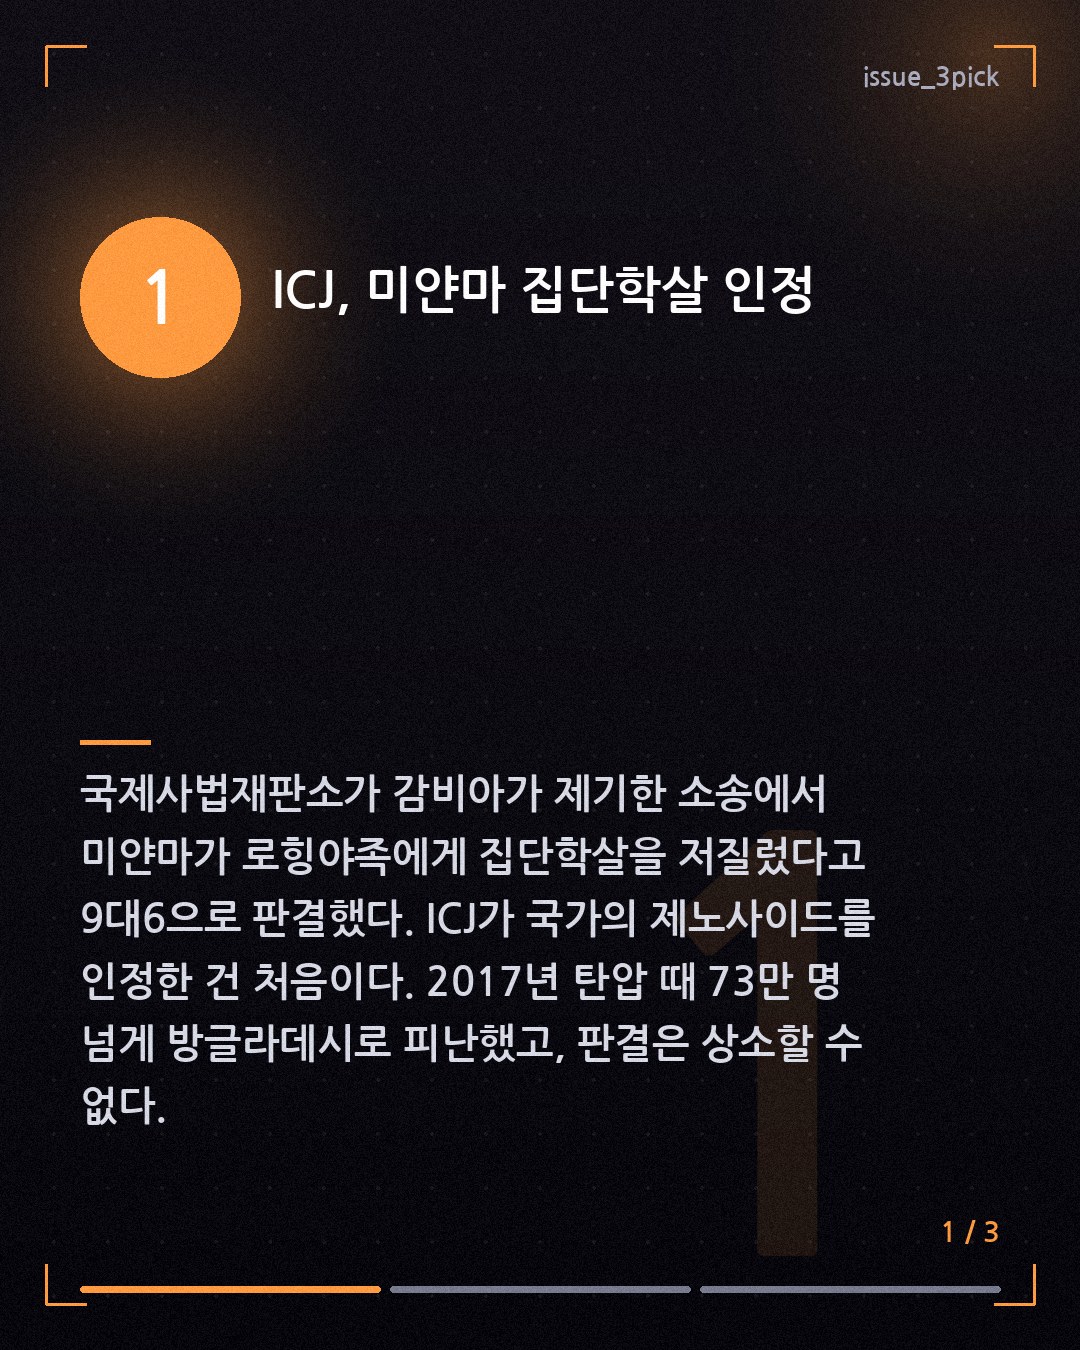 issue_3pick
1
ICJ, 미얀마 집단학살 인정
국제사법재판소가 감비아가 제기한 소송에서
미얀마가 로힝야족에게 집단학살을 저질렀다고
9대6으로 판결했다. ICJ가 국가의 제노사이드를
인정한 건 처음이다. 2017년 탄압 때 73만 명
넘게 방글라데시로 피난했고, 판결은 상소할 수
없다.
1
1 / 3